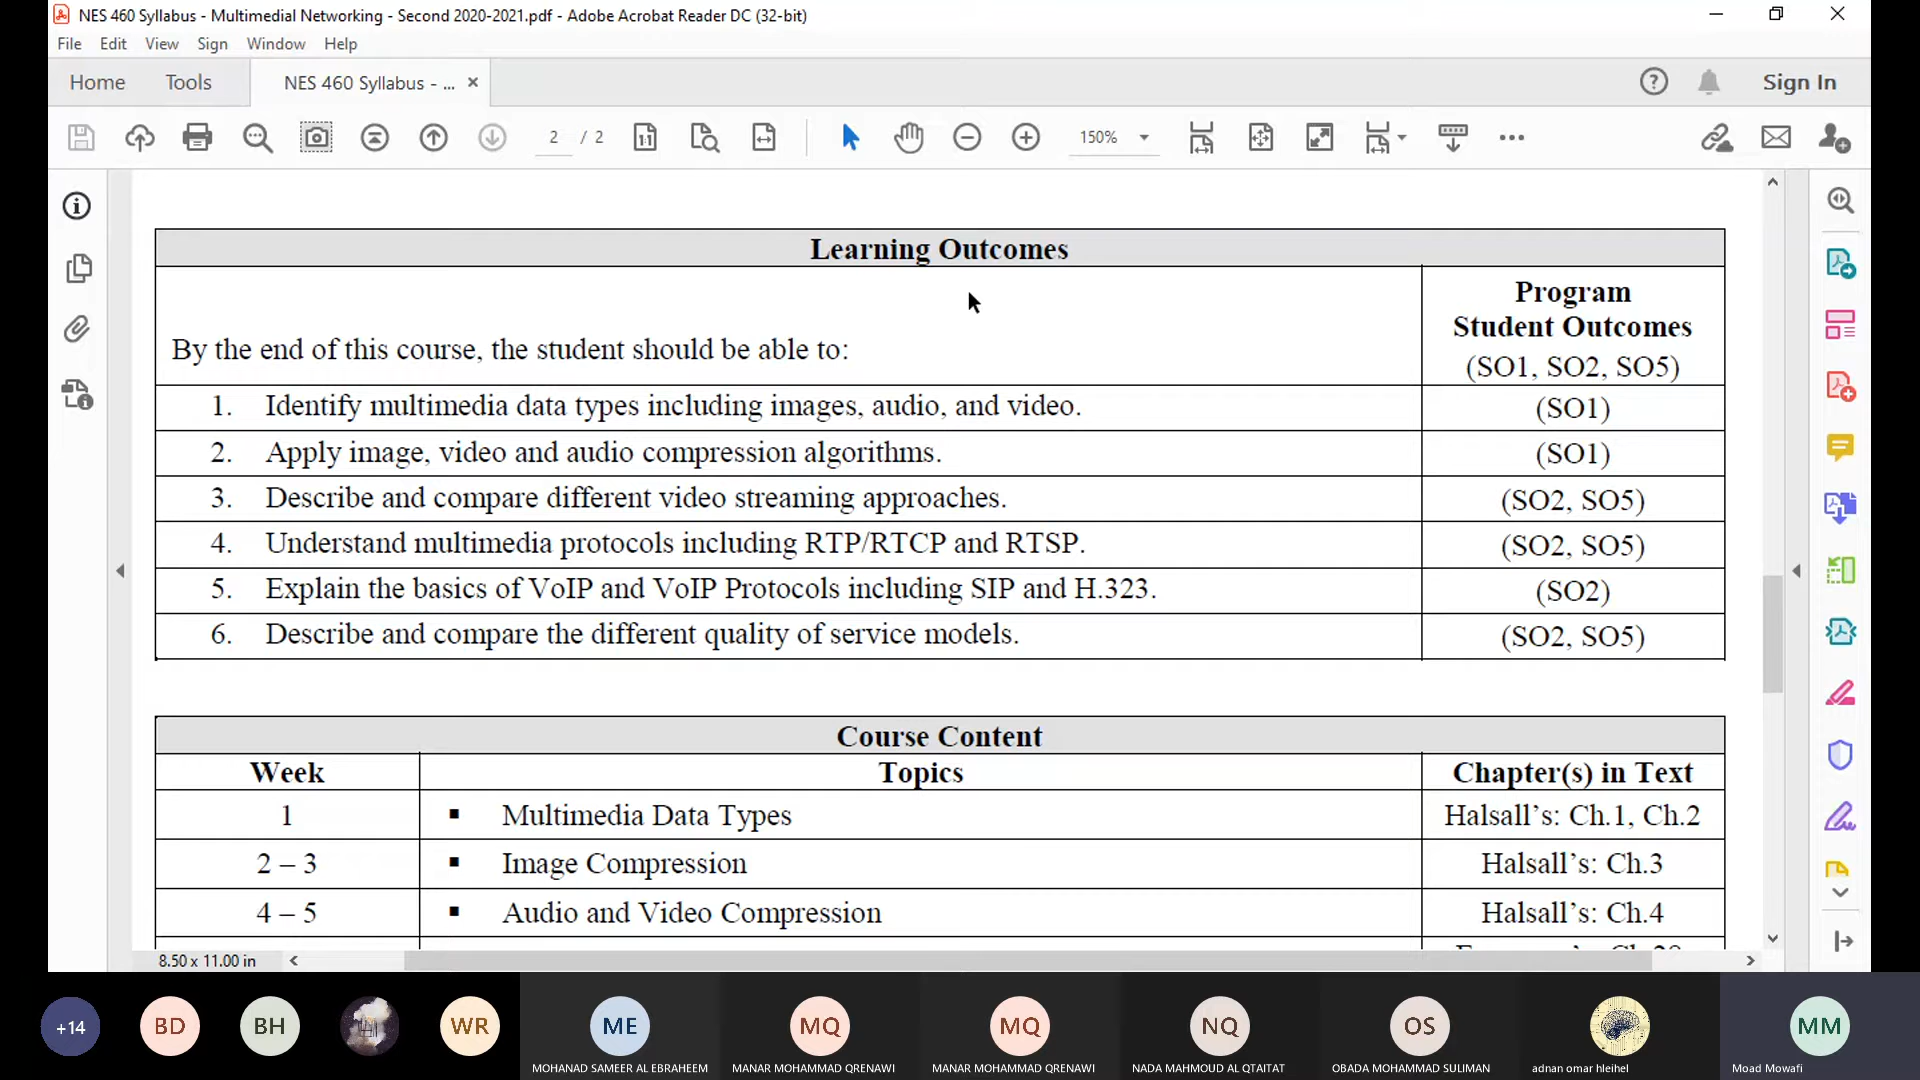 NES 460 Syllabus - Multimedial Networking - Second 2020-2021.pdf - Adobe Acrobat Reader DC (32-bit)
File Edit View Sign Window Help
Home Tools NES 460 Syllabus - ... × Sign In
2 / 2 150%
Learning Outcomes
By the end of this course, the student should be able to:
Program
Student Outcomes
(SO1, SO2, SO5)
1. Identify multimedia data types including images, audio, and video. (SO1)
2. Apply image, video and audio compression algorithms. (SO1)
3. Describe and compare different video streaming approaches. (SO2, SO5)
4. Understand multimedia protocols including RTP/RTCP and RTSP. (SO2, SO5)
5. Explain the basics of VoIP and VoIP Protocols including SIP and H.323. (SO2)
6. Describe and compare the different quality of service models. (SO2, SO5)
Course Content
Week Topics Chapter(s) in Text
1 ▪ Multimedia Data Types Halsall’s: Ch.1, Ch.2
2 – 3 ▪ Image Compression Halsall’s: Ch.3
4 – 5 ▪ Audio and Video Compression Halsall’s: Ch.4
8.50 x 11.00 in
+14 BD BH WR ME MQ MQ NQ OS MM
MOHANAD SAMEER AL EBRAHEEM MANAR MOHAMMAD QRENAWI MANAR MOHAMMAD QRENAWI NADA MAHMOUD AL QTAITAT OBADA MOHAMMAD SULIMAN adnan omar hleihel Moad Mowafi